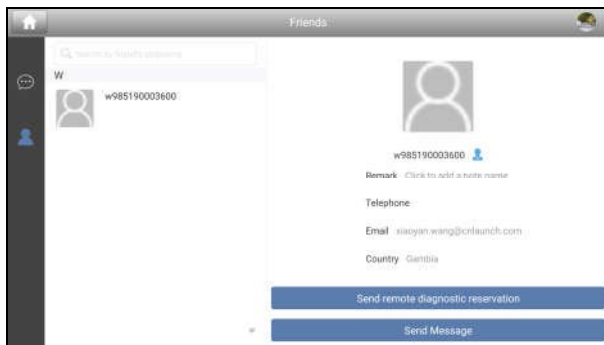 Friends
W
w985190003600
w985190003600
Remark Click to add a note name
Telephone
Email xiaoyan.wang@cnlaunch.com
Country Gambia
Send remote diagnostic reservation
Send Message